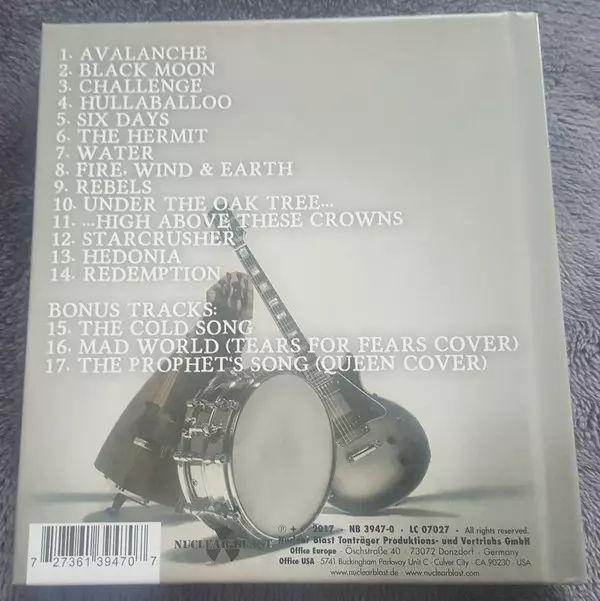 1. AVALANCHE
2. BLACK MOON
3. CHALLENGE
4. HULLABALLOO
5. SIX DAYS
6. THE HERMIT
7. WATER
8. FIRE, WIND & EARTH
9. REBELS
10. UNDER THE OAK TREE...
11. ...HIGH ABOVE THESE CROWNS
12. STARCRUSHER
13. HEDONIA
14. REDEMPTION
BONUS TRACKS:
15. THE COLD SONG
16. MAD WORLD (TEARS FOR FEARS COVER)
17. THE PROPHET'S SONG (QUEEN COVER)
7 27361 39470 7
NUCLEAR BLAST
℗ + © 2017 - NB 3947-0 · LC 07027 - All rights reserved.
Nuclear Blast Tonträger Produktions- und Vertriebs GmbH
Office Europe - Öschstraße 40 - 73072 Donzdorf - Germany
Office USA - 5741 Buckingham Parkway Unit C - Culver City - CA 90230 - USA
www.nuclearblast.de - www.nuclearblast.com